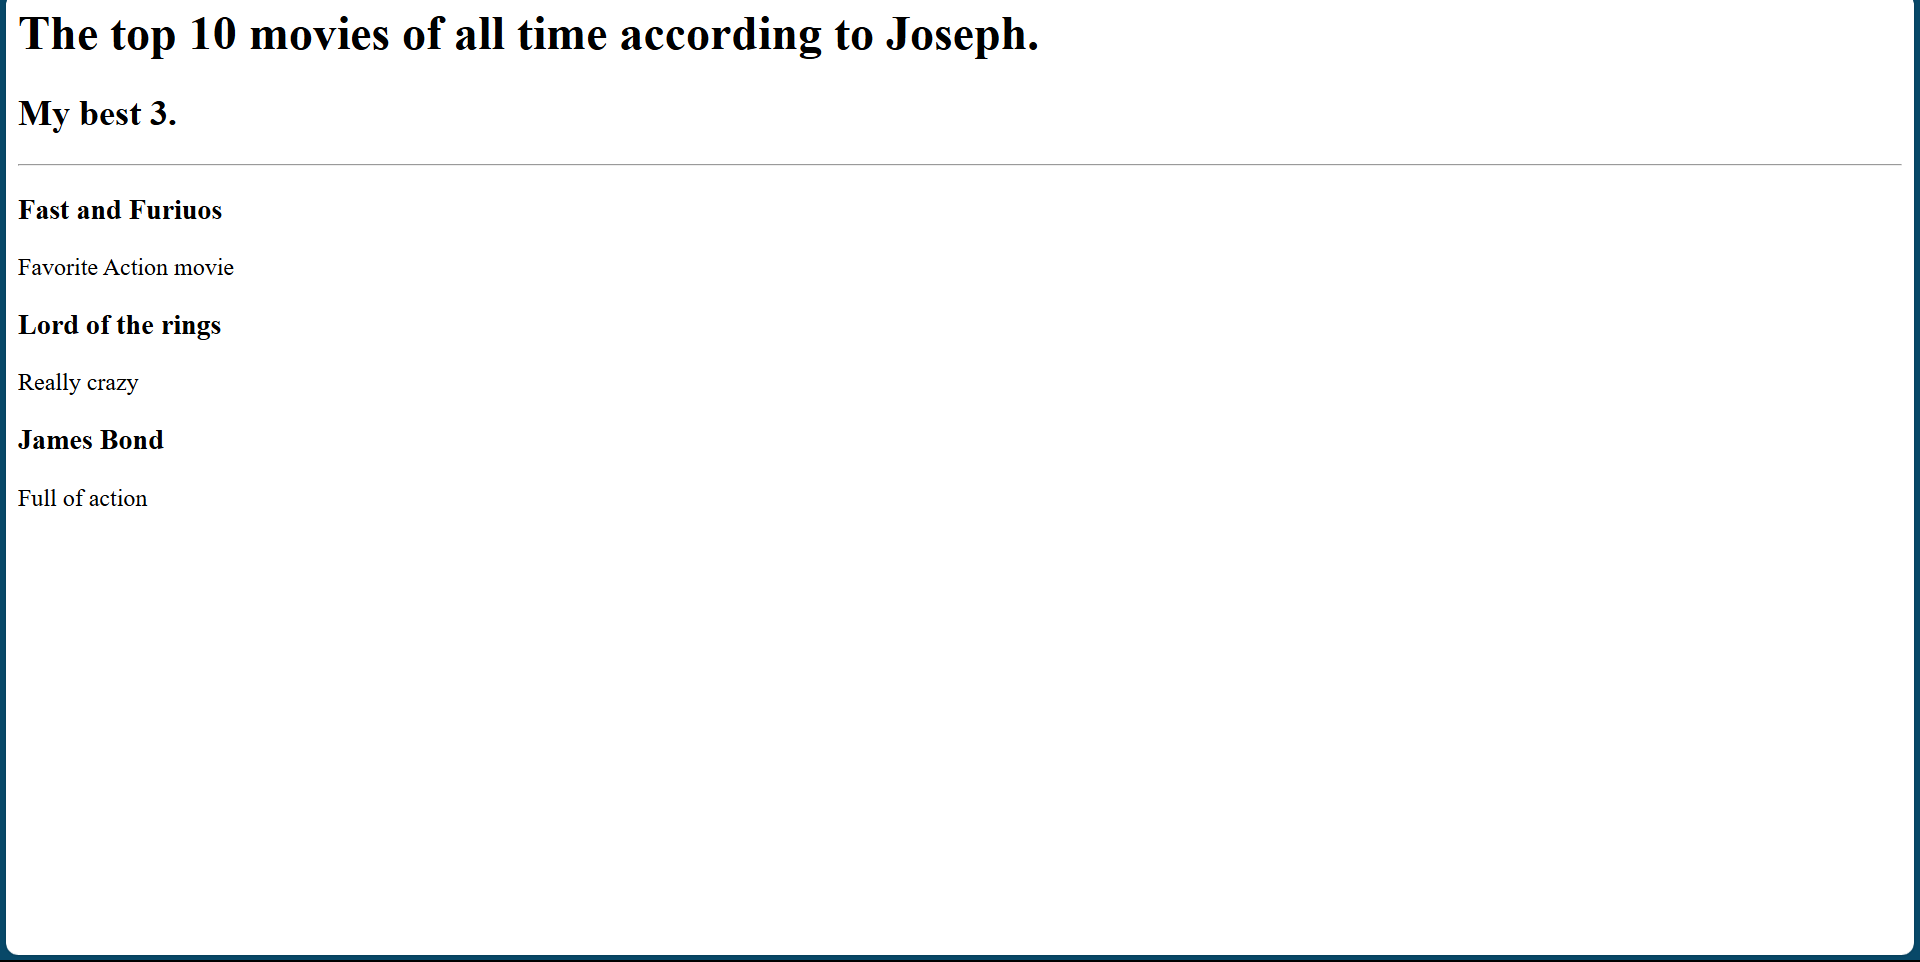 The top 10 movies of all time according to Joseph.
My best 3.
Fast and Furiuos
Favorite Action movie
Lord of the rings
Really crazy
James Bond
Full of action